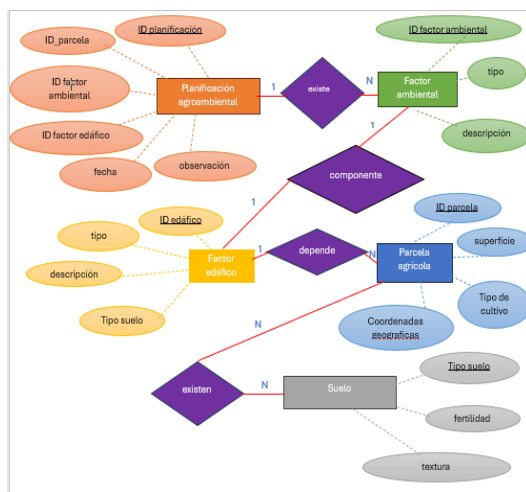 ID planificación
ID_parcela
ID factor ambiental
ID factor
ambiental
Planificación
agroambiental
1
existe
N
Factor
ambiental
tipo
ID factor edáfico
descripción
fecha
observación
1
componente
ID parcela
1
ID edáfico
tipo
superficie
descripción
Factor
edáfico
1
depende
N
Parcela
agrícola
Tipo de
cultivo
Tipo suelo
Coordenadas
geograficas
N
existen
N
Suelo
Tipo suelo
fertilidad
textura